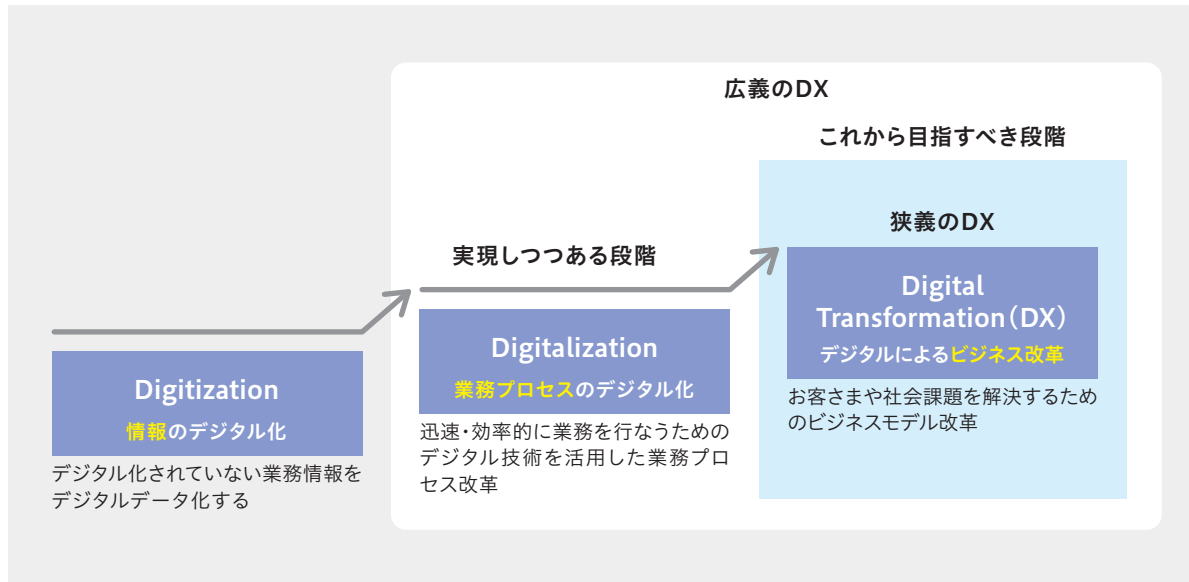 広義のDX
これから目指すべき段階
狭義のDX
実現しつつある段階
Digital
Transformation(DX)
デジタルによるビジネス改革
お客さまや社会課題を解決するため
のビジネスモデル改革
Digitalization
業務プロセスのデジタル化
迅速・効率的に業務を行なうための
デジタル技術を活用した業務プロ
セス改革
Digitization
情報のデジタル化
デジタル化されていない業務情報を
デジタルデータ化する